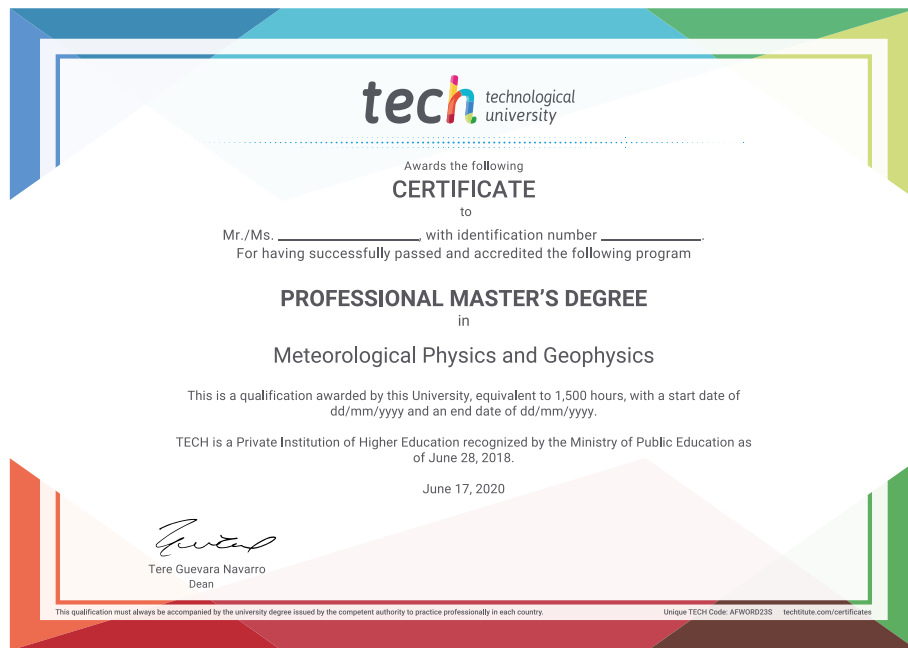 tech technological
university
Awards the following
CERTIFICATE
to
Mr./Ms. ____________________, with identification number ______________.
For having successfully passed and accredited the following program
PROFESSIONAL MASTER'S DEGREE
in
Meteorological Physics and Geophysics
This is a qualification awarded by this University, equivalent to 1,500 hours, with a start date of
dd/mm/yyyy and an end date of dd/mm/yyyy.
TECH is a Private Institution of Higher Education recognized by the Ministry of Public Education as
of June 28, 2018.
June 17, 2020
Tere Guevara Navarro
Dean
This qualification must always be accompanied by the university degree issued by the competent authority to practice professionally in each country. Unique TECH Code: AFWORD23S techtitute.com/certificates